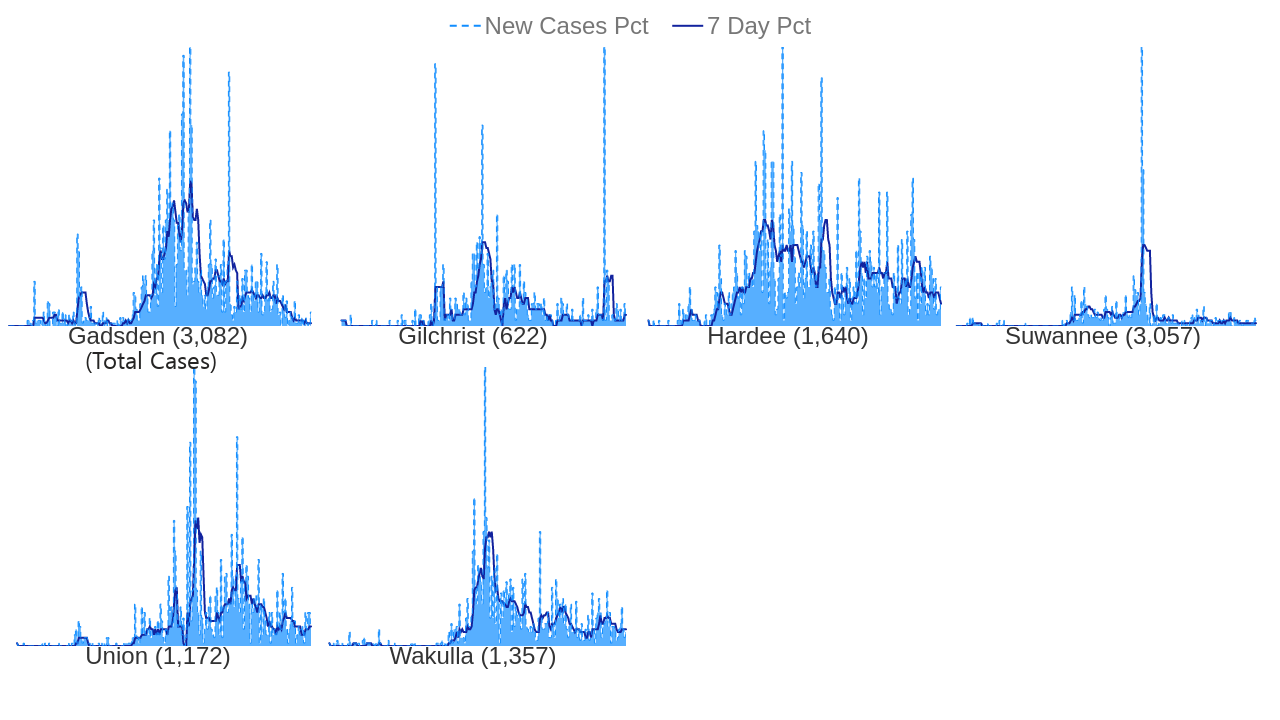 New Cases Pct 7 Day Pct
Gadsden (3,082) Gilchrist (622) Hardee (1,640) Suwannee (3,057)
(Total Cases)
Union (1,172) Wakulla (1,357)